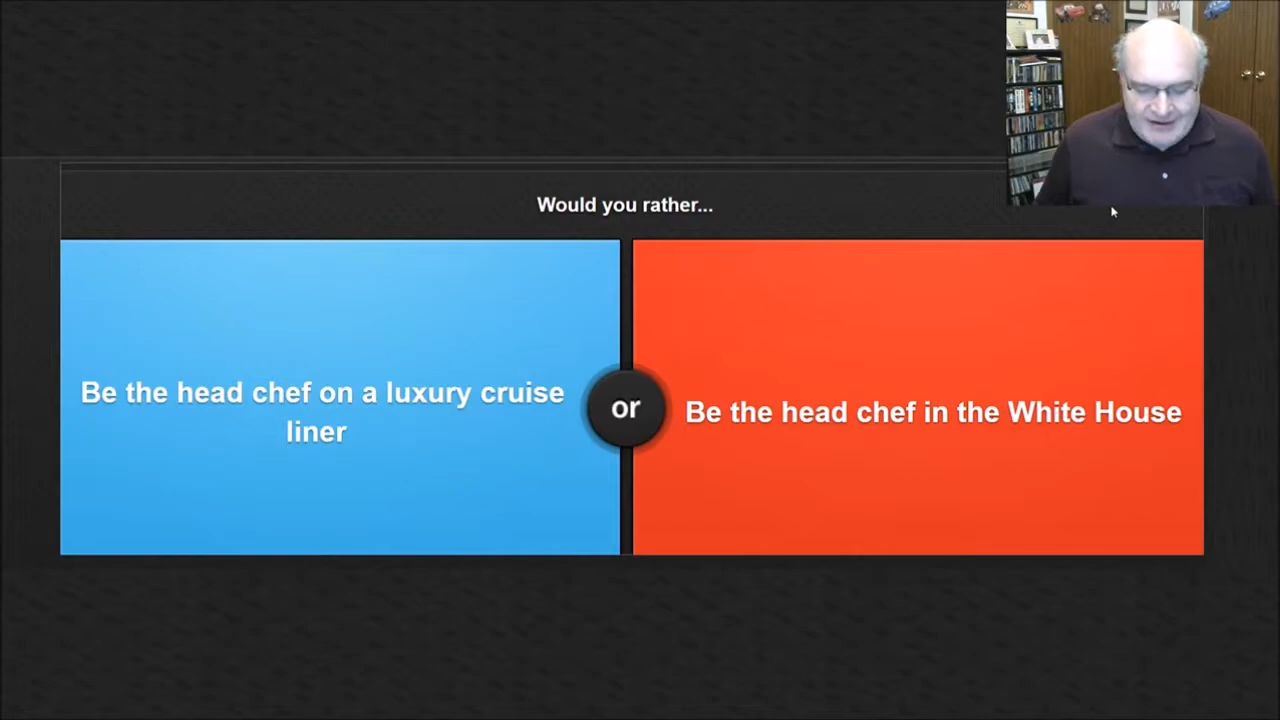 Would you rather...
Be the head chef on a luxury cruise
liner
or
Be the head chef in the White House